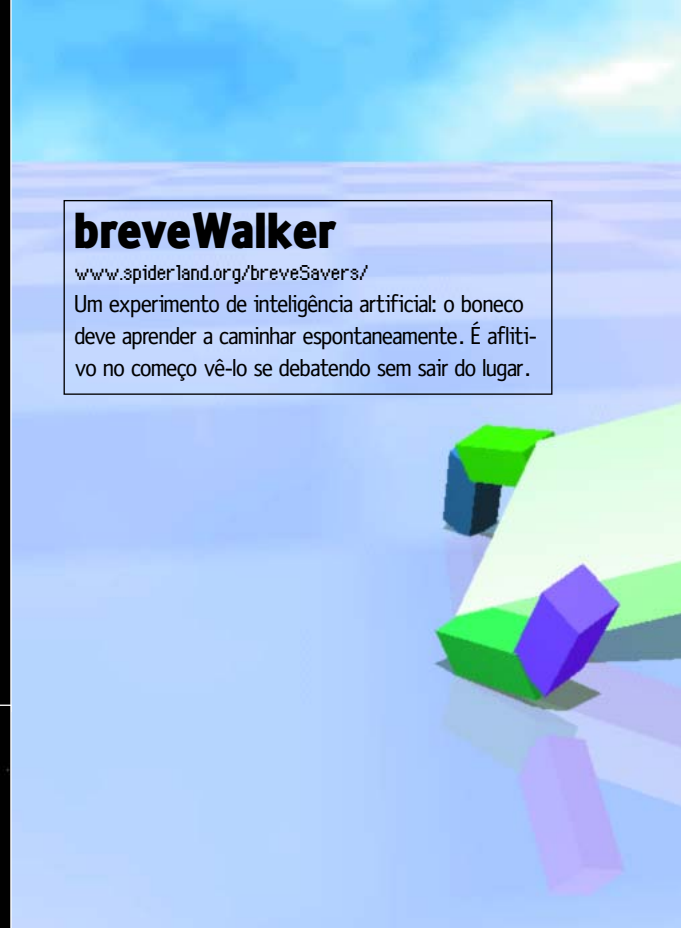 breveWalker
www.spiderland.org/breveSavers/
Um experimento de inteligência artificial: o boneco
deve aprender a caminhar espontaneamente. É afliti-
vo no começo vê-lo se debatendo sem sair do lugar.